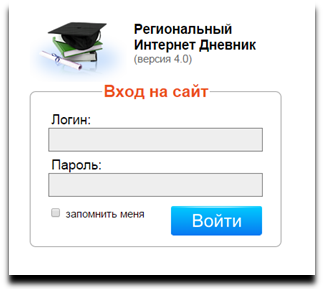 Региональный
Интернет Дневник
(версия 4.0)
Вход на сайт
Логин:
Пароль:
запомнить меня
Войти